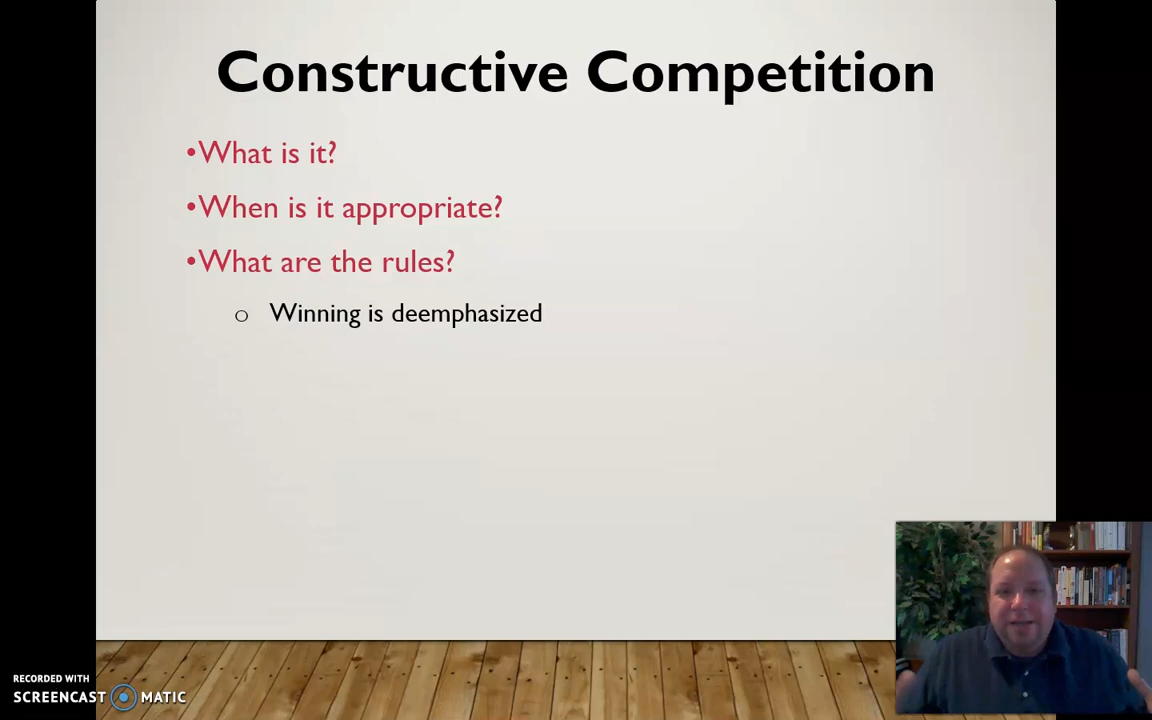 Constructive Competition
•What is it?
•When is it appropriate?
•What are the rules?
o Winning is deemphasized
RECORDED WITH
SCREENCAST MATIC